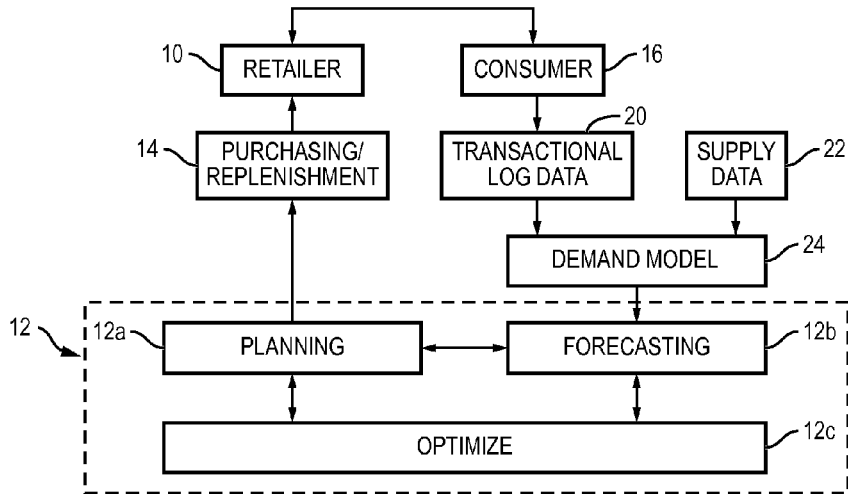 10
RETAILER
CONSUMER
16
14
PURCHASING/
REPLENISHMENT
20
TRANSACTIONAL
LOG DATA
SUPPLY
DATA
22
DEMAND MODEL
24
12
12a
PLANNING
FORECASTING
12b
OPTIMIZE
12c